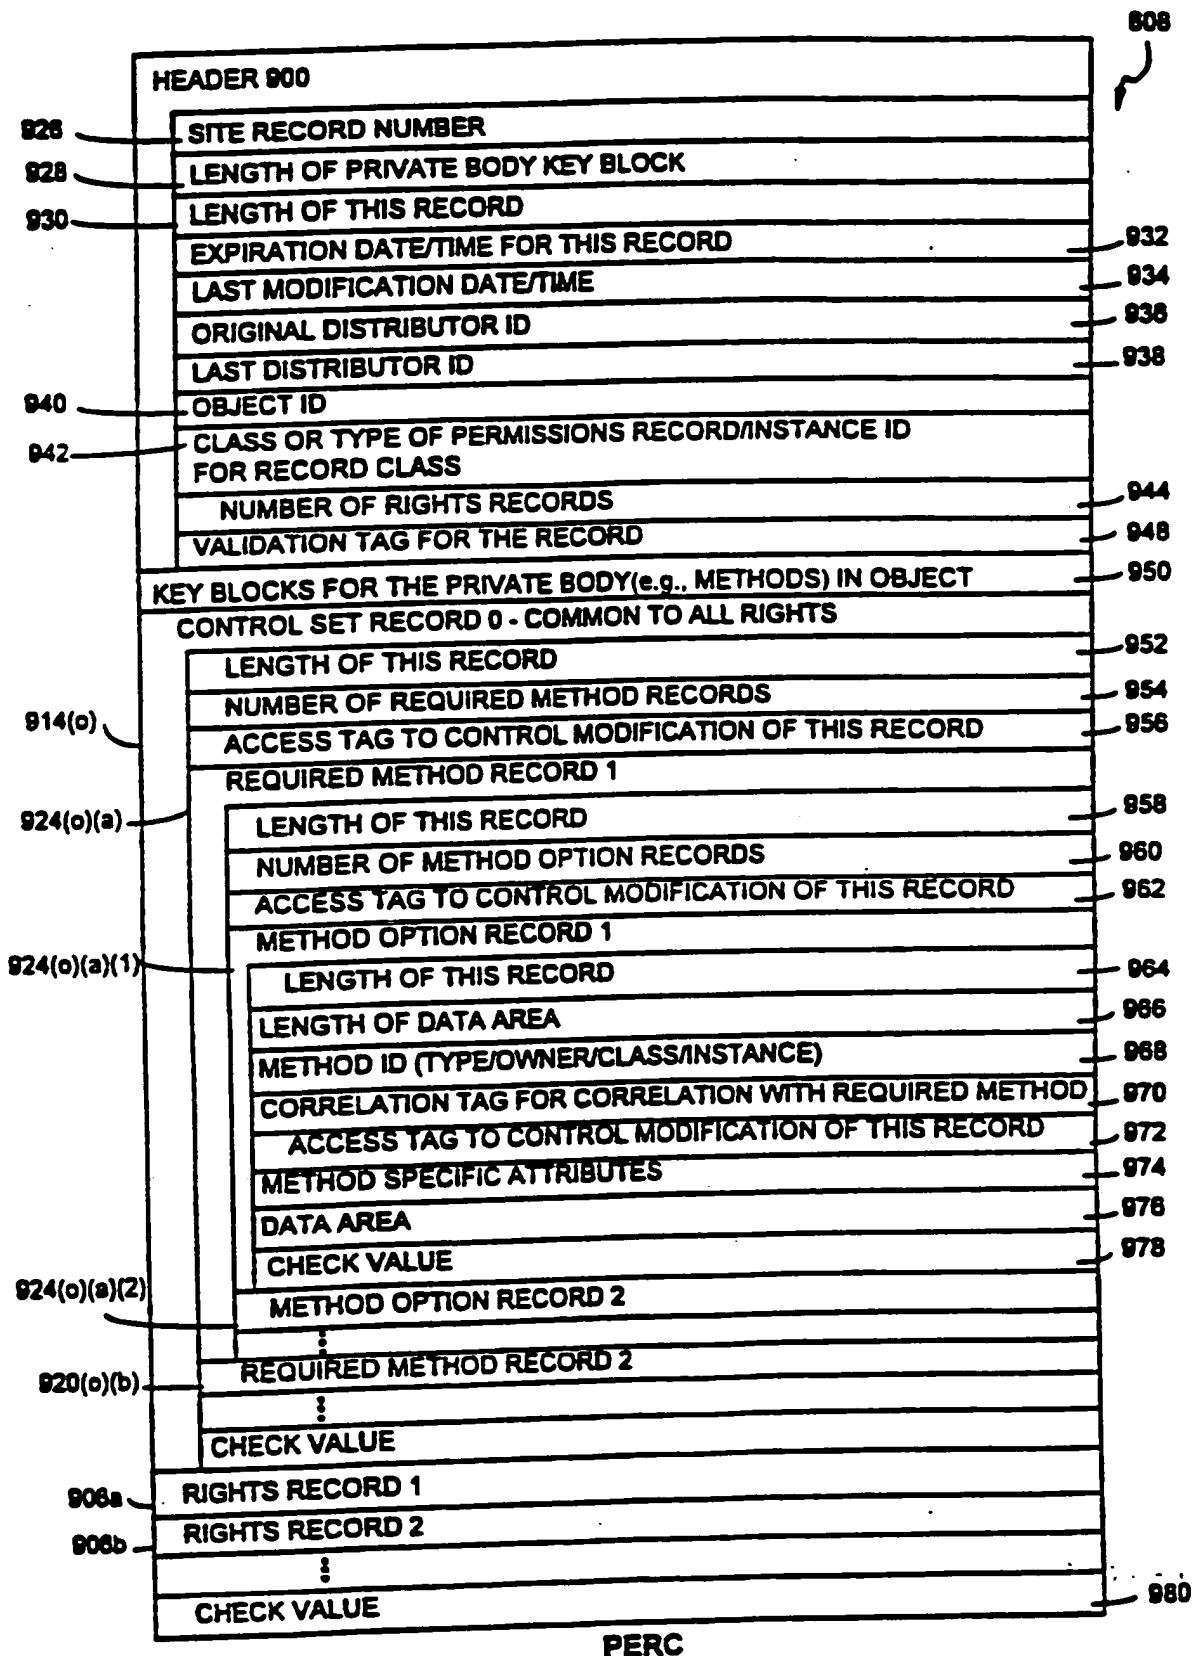 808
HEADER 900
926 SITE RECORD NUMBER
928 LENGTH OF PRIVATE BODY KEY BLOCK
930 LENGTH OF THIS RECORD
EXPIRATION DATE/TIME FOR THIS RECORD 932
LAST MODIFICATION DATE/TIME 934
ORIGINAL DISTRIBUTOR ID 936
LAST DISTRIBUTOR ID 938
940 OBJECT ID
942 CLASS OR TYPE OF PERMISSIONS RECORD/INSTANCE ID
FOR RECORD CLASS
NUMBER OF RIGHTS RECORDS 944
VALIDATION TAG FOR THE RECORD 948
KEY BLOCKS FOR THE PRIVATE BODY(e.g., METHODS) IN OBJECT 950
CONTROL SET RECORD 0 - COMMON TO ALL RIGHTS
LENGTH OF THIS RECORD 952
NUMBER OF REQUIRED METHOD RECORDS 954
914(o) ACCESS TAG TO CONTROL MODIFICATION OF THIS RECORD 956
REQUIRED METHOD RECORD 1
924(o)(a) LENGTH OF THIS RECORD 958
NUMBER OF METHOD OPTION RECORDS 960
ACCESS TAG TO CONTROL MODIFICATION OF THIS RECORD 962
METHOD OPTION RECORD 1
924(o)(a)(1) LENGTH OF THIS RECORD 964
LENGTH OF DATA AREA 966
METHOD ID (TYPE/OWNER/CLASS/INSTANCE) 968
CORRELATION TAG FOR CORRELATION WITH REQUIRED METHOD 970
ACCESS TAG TO CONTROL MODIFICATION OF THIS RECORD 972
METHOD SPECIFIC ATTRIBUTES 974
DATA AREA 976
CHECK VALUE 978
924(o)(a)(2) METHOD OPTION RECORD 2
920(o)(b) REQUIRED METHOD RECORD 2
CHECK VALUE
906a RIGHTS RECORD 1
906b RIGHTS RECORD 2
CHECK VALUE 980
PERC